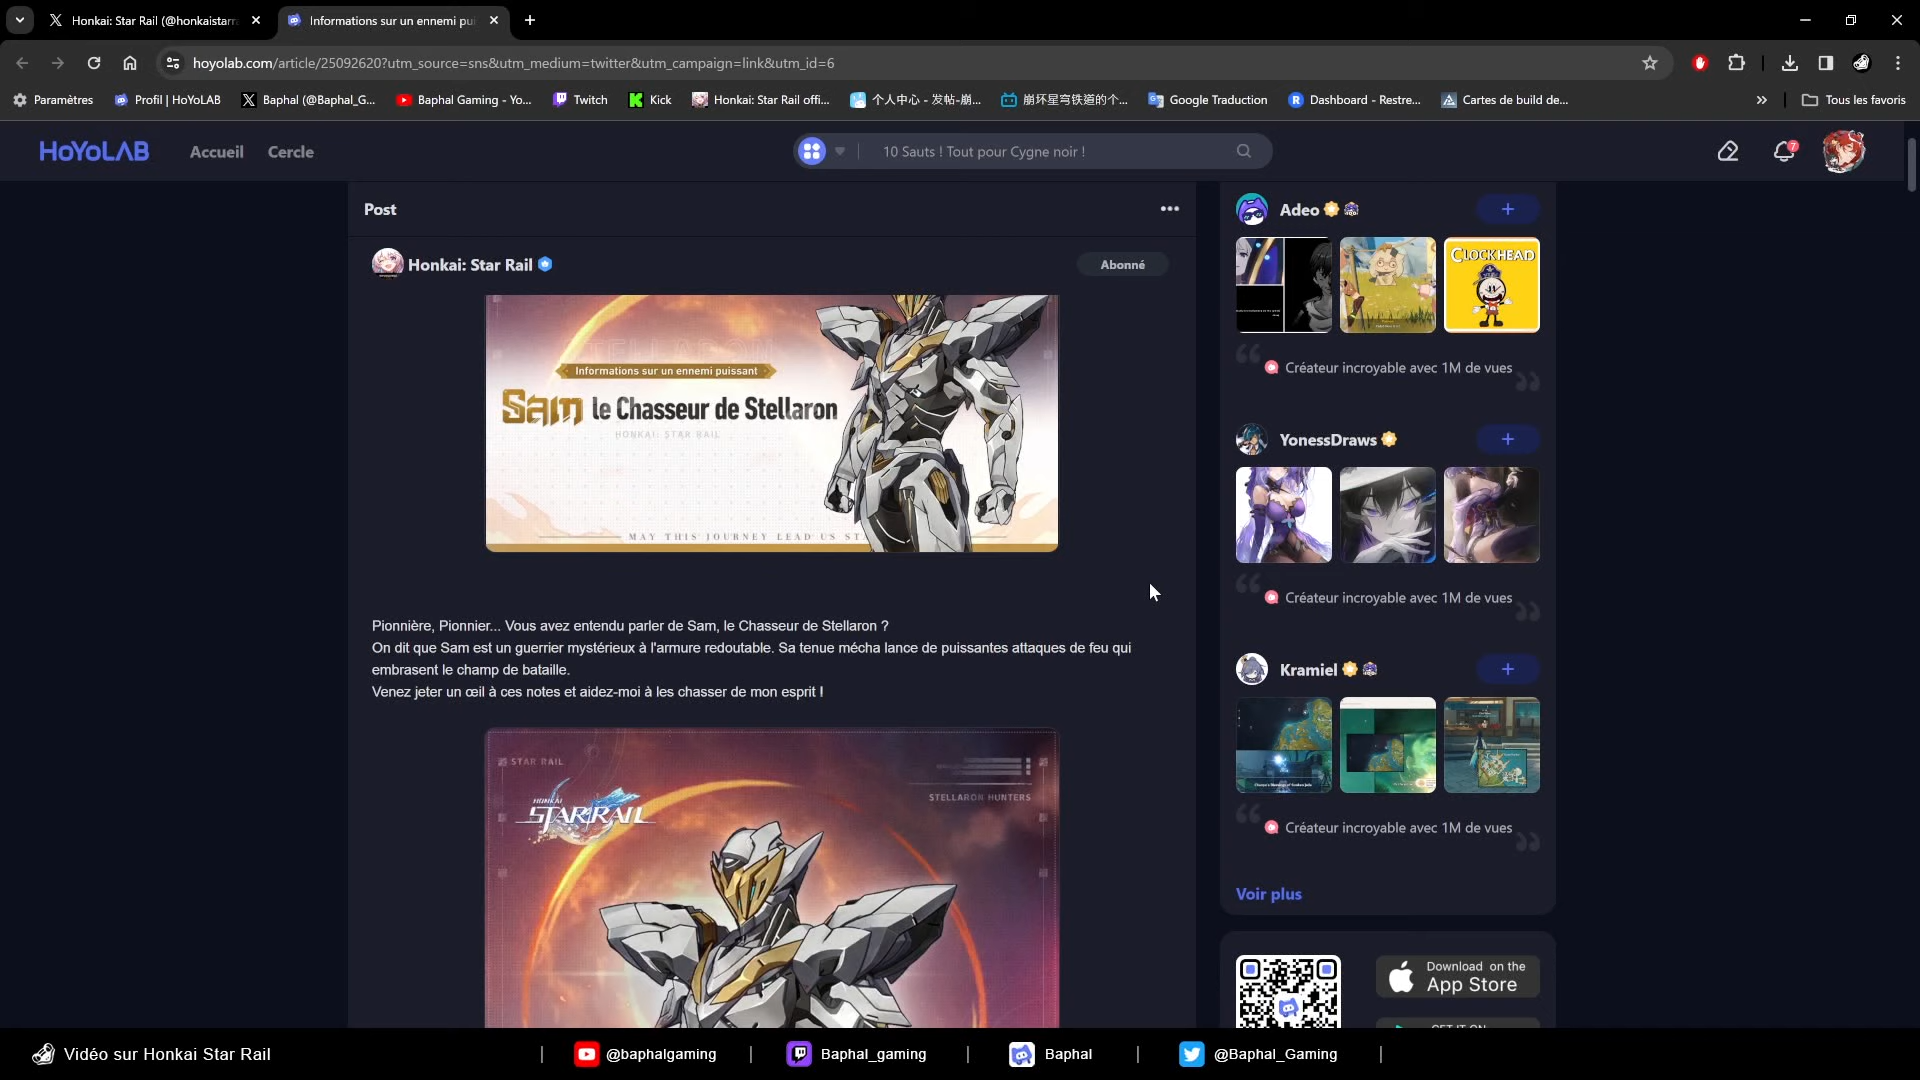 Honkai: Star Rail (@honkaistarra
Informations sur un ennemi pui
hoyolab.com/article/25092620?utm_source=sns&utm_medium=twitter&utm_campaign=link&utm_id=6
Paramètres
Profil | HoYoLAB
Baphal (@Baphal_G...
Baphal Gaming - Yo...
Twitch
Kick
Honkai: Star Rail offi...
个人中心 - 发帖-崩...
崩坏星穹铁道的个...
Google Traduction
Dashboard - Restre...
Cartes de build de...
Tous les favoris
HoYoLAB
Accueil
Cercle
10 Sauts ! Tout pour Cygne noir !
7
Post
Honkai: Star Rail
Abonné
Informations sur un ennemi puissant
Sam le Chasseur de Stellaron
HONKAI: STAR RAIL
MAY THIS JOURNEY LEAD US ST
Pionnière, Pionnier... Vous avez entendu parler de Sam, le Chasseur de Stellaron ?
On dit que Sam est un guerrier mystérieux à l'armure redoutable. Sa tenue mécha lance de puissantes attaques de feu qui
embrasent le champ de bataille.
Venez jeter un œil à ces notes et aidez-moi à les chasser de mon esprit !
STAR RAIL
HONKAI
STAR RAIL
STELLARON HUNTERS
Adeo
CLOCKHEAD
Créateur incroyable avec 1M de vues
YonessDraws
Créateur incroyable avec 1M de vues
Kramiel
Créateur incroyable avec 1M de vues
Voir plus
Download on the
App Store
GET IT ON
Vidéo sur Honkai Star Rail
@baphalgaming
Baphal_gaming
Baphal
@Baphal_Gaming